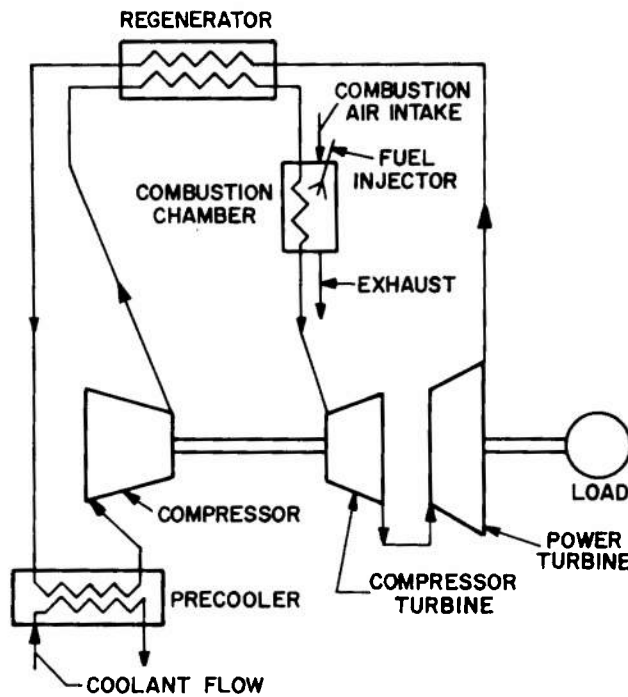 REGENERATOR
COMBUSTION
AIR INTAKE
FUEL
INJECTOR
COMBUSTION
CHAMBER
EXHAUST
COMPRESSOR
LOAD
POWER
TURBINE
COMPRESSOR
TURBINE
PRECOOLER
COOLANT FLOW